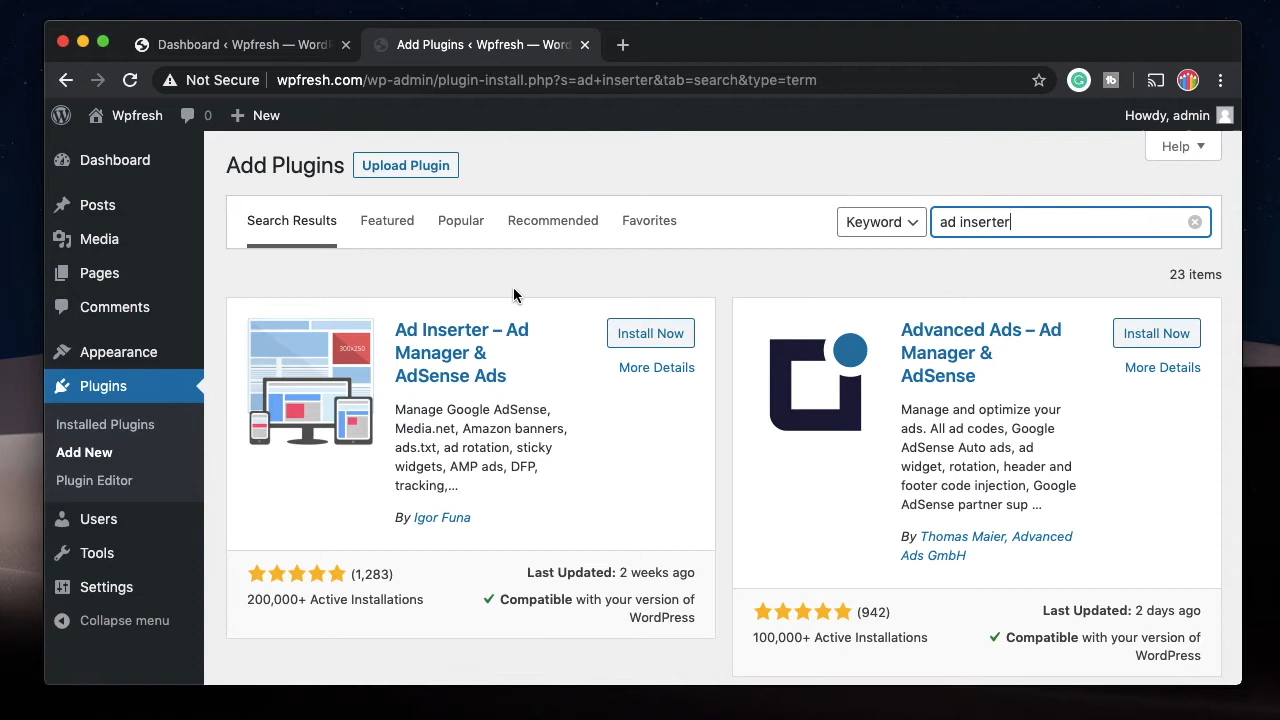 Dashboard ‹ Wpfresh — WordP
Add Plugins ‹ Wpfresh — Word
Not Secure
wpfresh.com/wp-admin/plugin-install.php?s=ad+inserter&tab=search&type=term
Wpfresh
0
New
Howdy, admin
Dashboard
Posts
Media
Pages
Comments
Appearance
Plugins
Installed Plugins
Add New
Plugin Editor
Users
Tools
Settings
Collapse menu
Help
Add Plugins
Upload Plugin
Search Results
Featured
Popular
Recommended
Favorites
Keyword
ad inserter
23 items
300x250
Ad Inserter – Ad
Manager &
AdSense Ads
Install Now
More Details
Manage Google AdSense,
Media.net, Amazon banners,
ads.txt, ad rotation, sticky
widgets, AMP ads, DFP,
tracking,...
By Igor Funa
(1,283)
200,000+ Active Installations
Last Updated: 2 weeks ago
Compatible with your version of
WordPress
Advanced Ads – Ad
Manager &
AdSense
Install Now
More Details
Manage and optimize your
ads. All ad codes, Google
AdSense Auto ads, ad
widget, rotation, header and
footer code injection, Google
AdSense partner sup ...
By Thomas Maier, Advanced
Ads GmbH
(942)
100,000+ Active Installations
Last Updated: 2 days ago
Compatible with your version of
WordPress